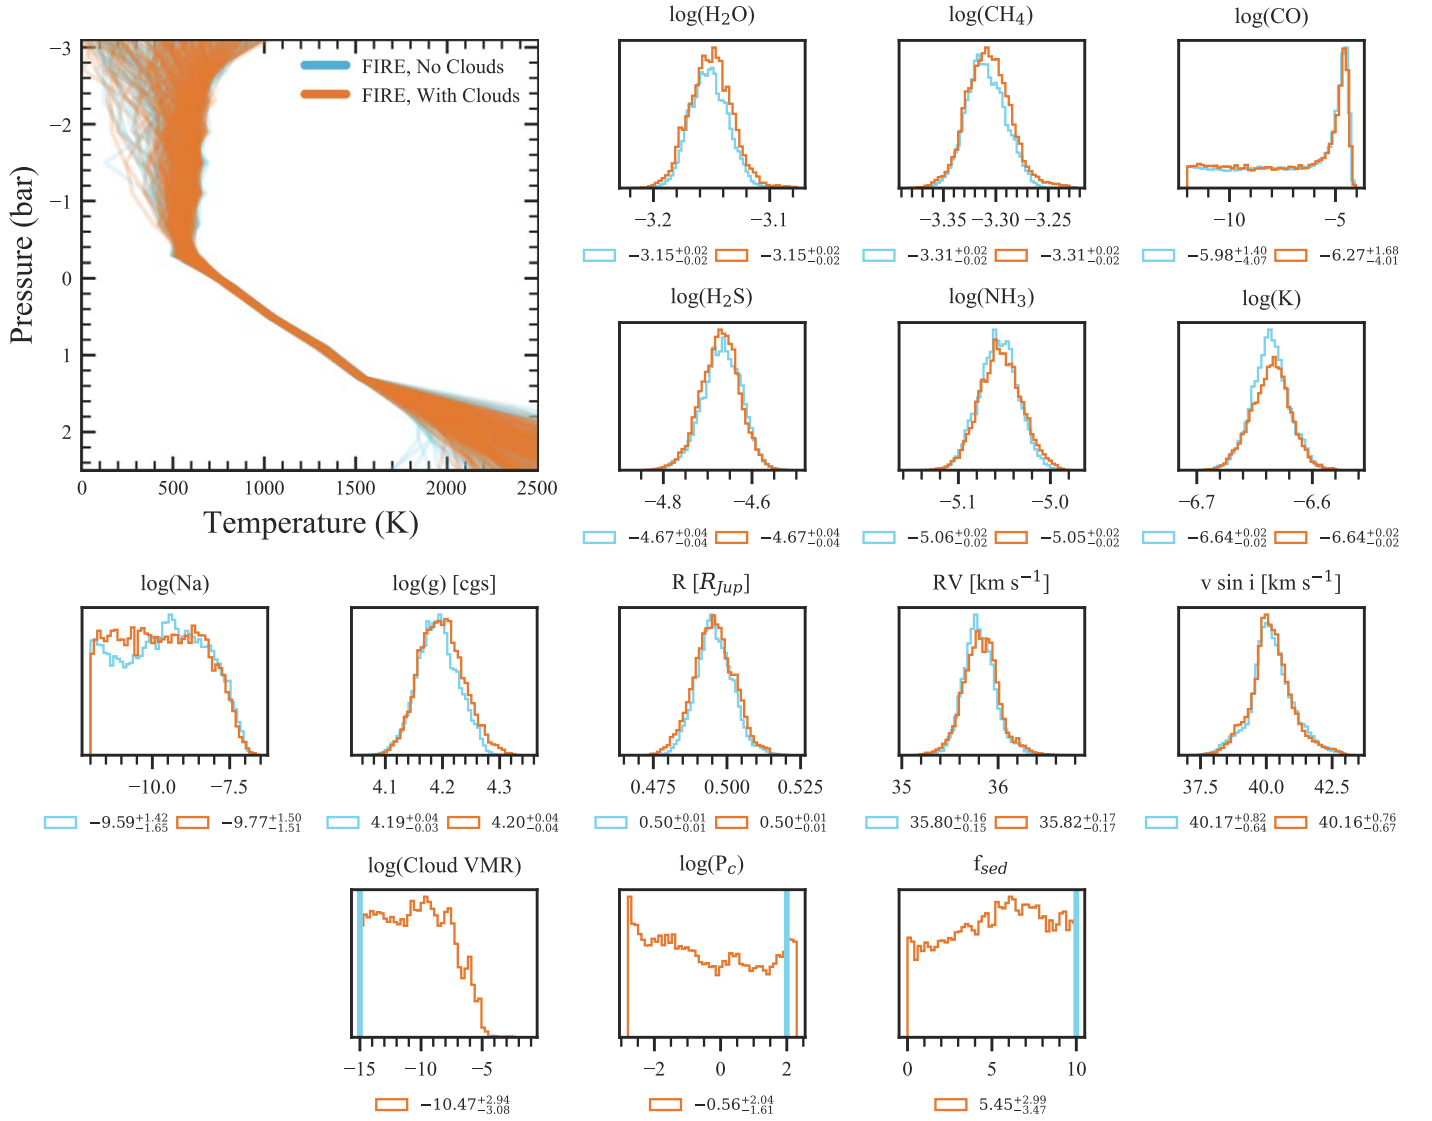 FIRE, No Clouds
FIRE, With Clouds
Pressure (bar)
−3
−2
−1
0
1
2
0 500 1000 1500 2000 2500
Temperature (K)
log(H₂O) log(CH₄) log(CO)
−3.2 −3.1 −3.35 −3.30 −3.25 −10 −5
−3.15^{+0.02}_{−0.02} −3.15^{+0.02}_{−0.02} −3.31^{+0.02}_{−0.02} −3.31^{+0.02}_{−0.02} −5.98^{+1.40}_{−4.07} −6.27^{+1.68}_{−4.01}
log(H₂S) log(NH₃) log(K)
−4.8 −4.6 −5.1 −5.0 −6.7 −6.6
−4.67^{+0.04}_{−0.04} −4.67^{+0.04}_{−0.04} −5.06^{+0.02}_{−0.02} −5.05^{+0.02}_{−0.02} −6.64^{+0.02}_{−0.02} −6.64^{+0.02}_{−0.02}
log(Na) log(g) [cgs] R [R_{Jup}] RV [km s⁻¹] v sin i [km s⁻¹]
−10.0 −7.5 4.1 4.2 4.3 0.475 0.500 0.525 35 36 37.5 40.0 42.5
−9.59^{+1.42}_{−1.65} −9.77^{+1.50}_{−1.51} 4.19^{+0.04}_{−0.03} 4.20^{+0.04}_{−0.04} 0.50^{+0.01}_{−0.01} 0.50^{+0.01}_{−0.01} 35.80^{+0.16}_{−0.15} 35.82^{+0.17}_{−0.17} 40.17^{+0.82}_{−0.64} 40.16^{+0.76}_{−0.67}
log(Cloud VMR) log(P_c) f_{sed}
−15 −10 −5 −2 0 2 0 5 10
−10.47^{+2.94}_{−3.08} −0.56^{+2.04}_{−1.61} 5.45^{+2.99}_{−3.47}